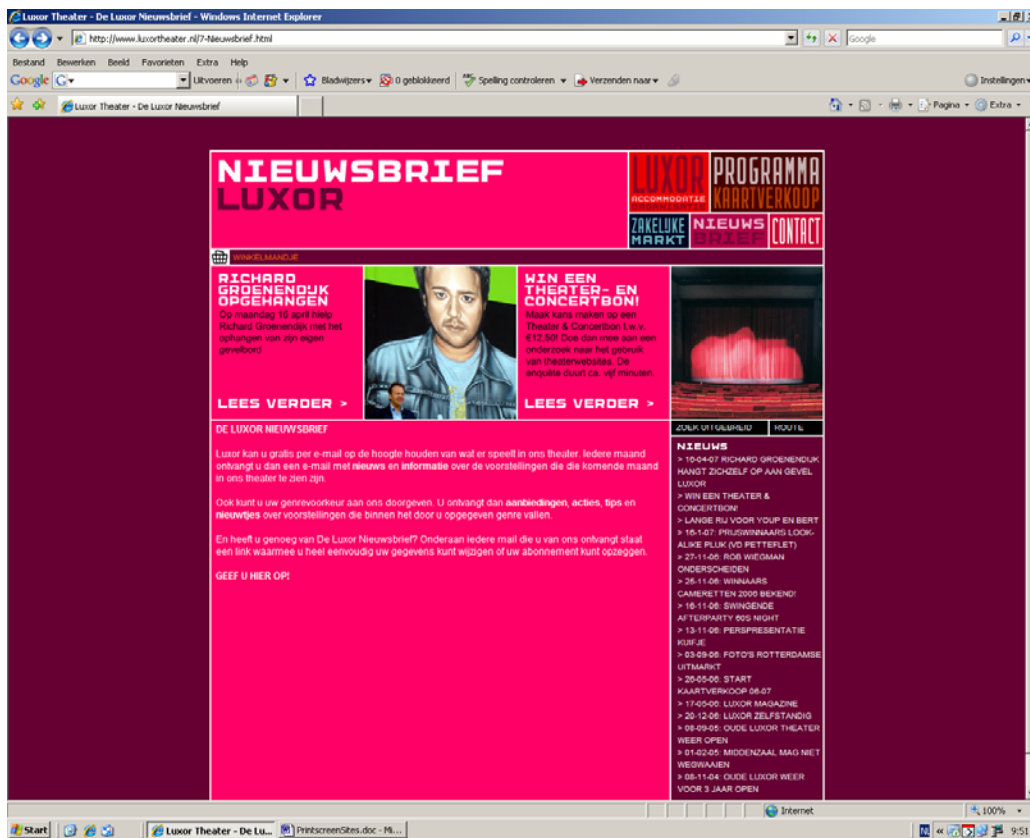 Luxor Theater - De Luxor Nieuwsbrief - Windows Internet Explorer
http://www.luxortheater.nl/7-Nieuwsbrief.html
Google
Bestand Bewerken Beeld Favorieten Extra Help
Google G Uitvoeren Bladwijzers 0 geblokkeerd Spelling controleren Verzenden naar Instellingen
Luxor Theater - De Luxor Nieuwsbrief
Pagina Extra
NIEUWSBRIEF
LUXOR
LUXOR
ACCOMMODATIE
ORGANISATIE
PROGRAMMA
KAARTVERKOOP
ZAKELIJKE
MARKT
NIEUWS
BRIEF
CONTACT
WINKELMANDJE
RICHARD
GROENENDIJK
OPGEHANGEN
Op maandag 16 april hielp
Richard Groenendijk met het
ophangen van zijn eigen
gevelbord
LEES VERDER >
WIN EEN
THEATER- EN
CONCERTBON!
Maak kans maken op een
Theater & Concertbon t.w.v.
€12,50! Doe dan mee aan een
onderzoek naar het gebruik
van theaterwebsites. De
enquête duurt ca. vijf minuten.
LEES VERDER >
DE LUXOR NIEUWSBRIEF
Luxor kan u gratis per e-mail op de hoogte houden van wat er speelt in ons theater. Iedere maand
ontvangt u dan een e-mail met nieuws en informatie over de voorstellingen die die komende maand
in ons theater te zien zijn.
Ook kunt u uw genrevoorkeur aan ons doorgeven. U ontvangt dan aanbiedingen, acties, tips en
nieuwtjes over voorstellingen die binnen het door u opgegeven genre vallen.
En heeft u genoeg van De Luxor Nieuwsbrief? Onderaan iedere mail die u van ons ontvangt staat
een link waarmee u heel eenvoudig uw gegevens kunt wijzigen of uw abonnement kunt opzeggen.
GEEF U HIER OP!
ZOEK UITGEBREID ROUTE
NIEUWS
> 16-04-07 RICHARD GROENENDIJK
HANGT ZICHZELF OP AAN GEVEL
LUXOR
> WIN EEN THEATER &
CONCERTBON!
> LANGE RIJ VOOR YOUP EN BERT
> 16-1-07: PRIJSWINNAARS LOOK-
ALIKE PLUK (VD PETTEFLET)
> 27-11-06: ROB WIEGMAN
ONDERSCHEIDEN
> 26-11-06: WINNAARS
CAMERETTEN 2006 BEKEND!
> 16-11-06: SWINGENDE
AFTERPARTY 60S NIGHT
> 13-11-06: PERSPRESENTATIE
KUIFJE
> 03-09-06: FOTO'S ROTTERDAMSE
UITMARKT
> 26-05-06: START
KAARTVERKOOP 06-07
> 17-05-06: LUXOR MAGAZINE
> 20-12-06: LUXOR ZELFSTANDIG
> 08-09-05: OUDE LUXOR THEATER
WEER OPEN
> 01-02-05: MIDDENZAAL MAG NIET
WEGWAAIEN
> 08-11-04: OUDE LUXOR WEER
VOOR 3 JAAR OPEN
Internet 100%
Start Luxor Theater - De Lu... PrintscreenSites.doc - Mi... NL 9:51